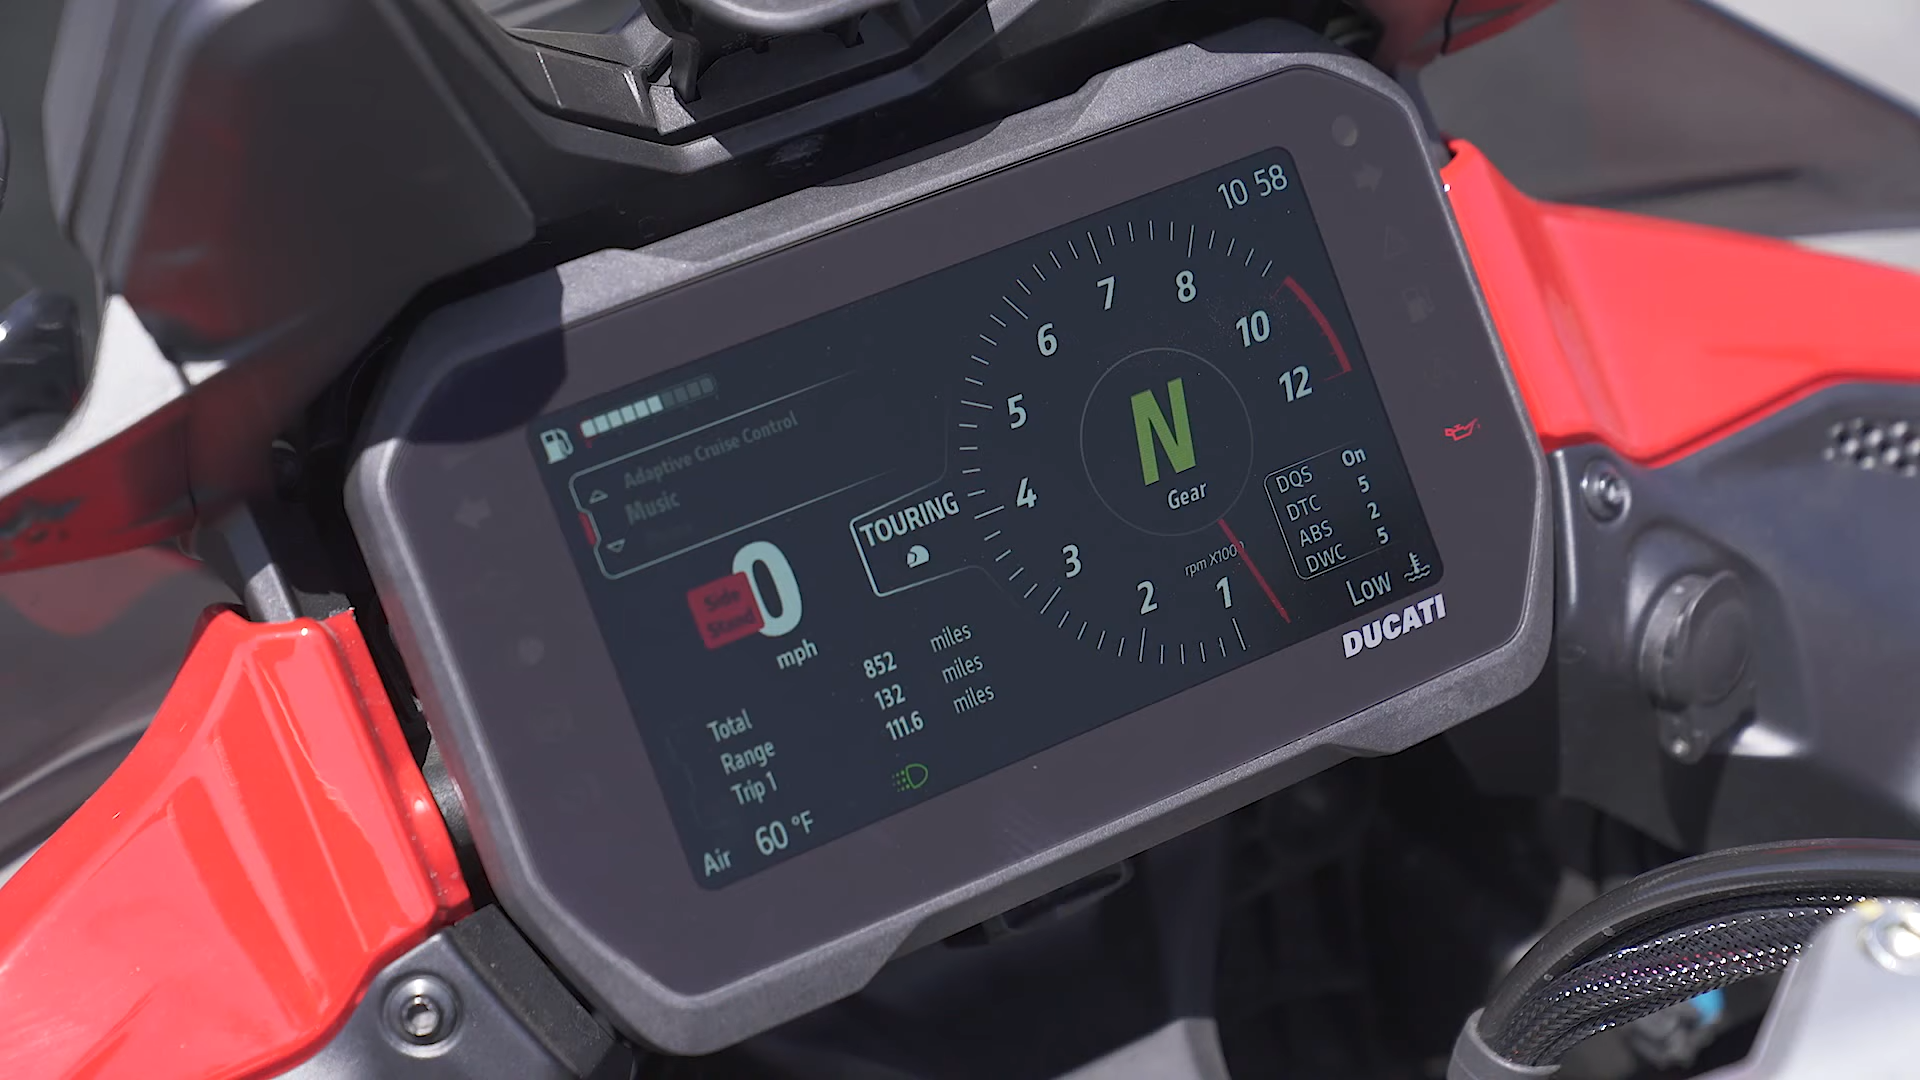 10 58
Adaptive Cruise Control
Music
TOURING
0
Side
Stand
mph
Total 852 miles
Range 132 miles
Trip 1 111.6 miles
Air 60 °F
7
8
6
10
5
12
4
3
2
1
N
Gear
rpm X1000
DQS On
DTC 5
ABS 2
DWC 5
Low
DUCATI